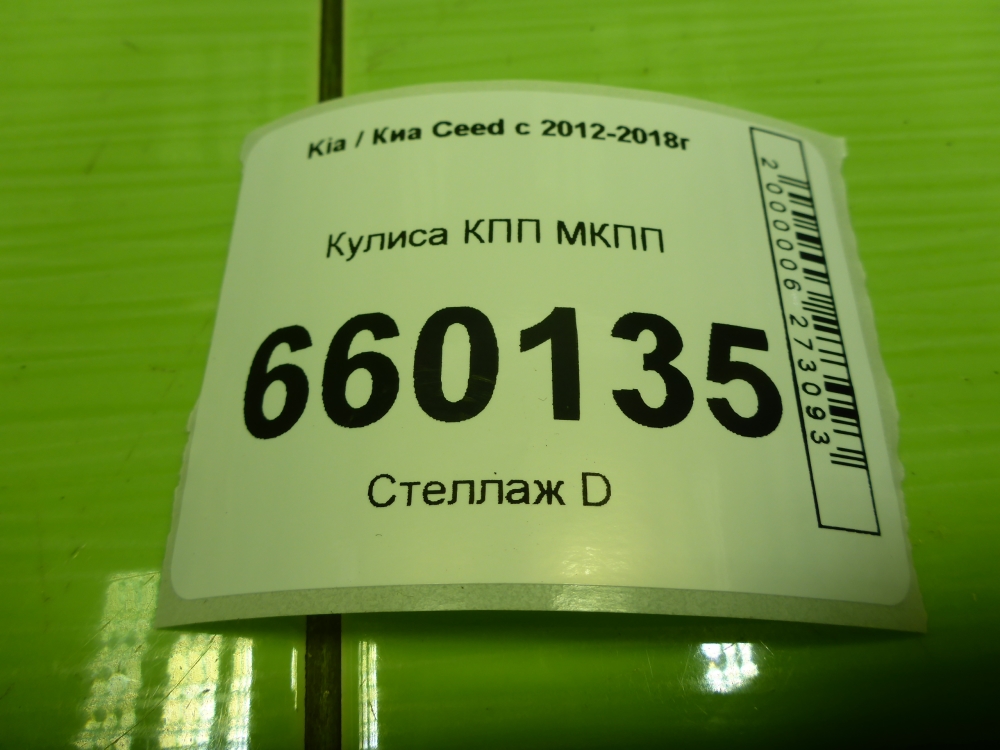 Kia / Киа Ceed с 2012-2018г
Кулиса КПП МКПП
660135
Стеллаж D
2000006273093